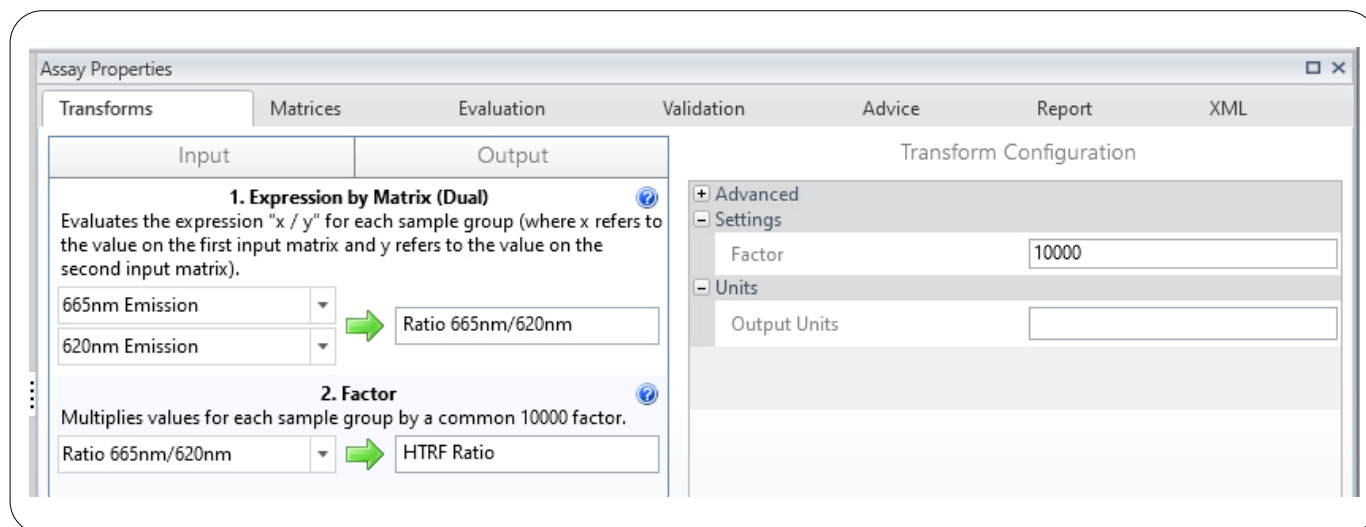 Assay Properties
Transforms Matrices Evaluation Validation Advice Report XML
Input Output
1. Expression by Matrix (Dual)
Evaluates the expression "x / y" for each sample group (where x refers to
the value on the first input matrix and y refers to the value on the
second input matrix).
665nm Emission
620nm Emission
Ratio 665nm/620nm
2. Factor
Multiplies values for each sample group by a common 10000 factor.
Ratio 665nm/620nm
HTRF Ratio
Transform Configuration
Advanced
Settings
Factor 10000
Units
Output Units